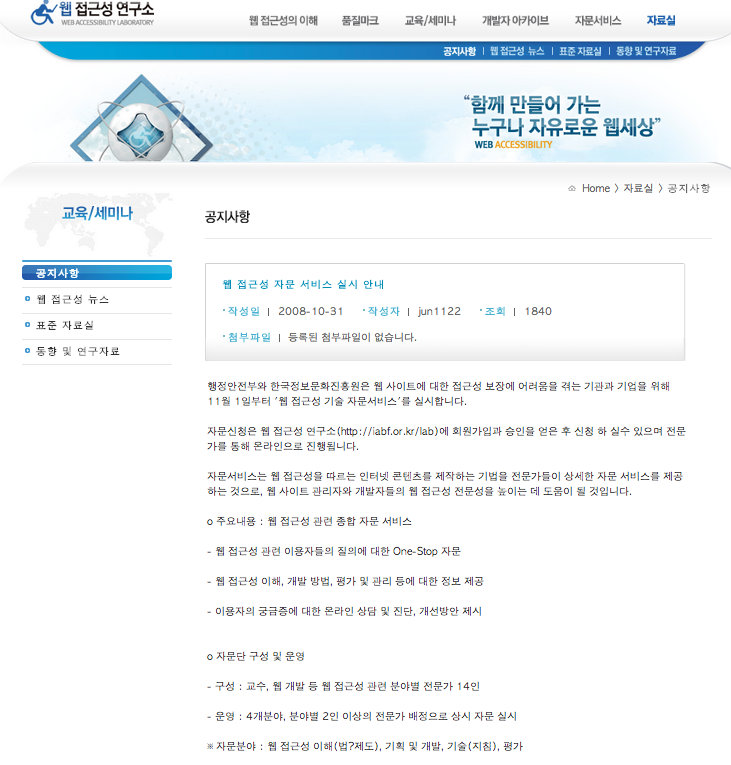 웹 접근성 연구소
WEB ACCESSIBILITY LABORATORY
웹 접근성의 이해 품질마크 교육/세미나 개발자 아카이브 자문서비스 자료실
공지사항 | 웹 접근성 뉴스 | 표준 자료실 | 동향 및 연구자료
“함께 만들어 가는
누구나 자유로운 웹세상”
WEB ACCESSIBILITY
Home > 자료실 > 공지사항
교육/세미나
공지사항
웹 접근성 뉴스
표준 자료실
동향 및 연구자료
공지사항
웹 접근성 자문 서비스 실시 안내
작성일 | 2008-10-31 작성자 | jun1122 조회 | 1840
첨부파일 | 등록된 첨부파일이 없습니다.
행정안전부와 한국정보문화진흥원은 웹 사이트에 대한 접근성 보장에 어려움을 겪는 기관과 기업을 위해
11월 1일부터 '웹 접근성 기술 자문서비스'를 실시합니다.
자문신청은 웹 접근성 연구소(http://iabf.or.kr/lab)에 회원가입과 승인을 얻은 후 신청 하 실수 있으며 전문
가를 통해 온라인으로 진행됩니다.
자문서비스는 웹 접근성을 따르는 인터넷 콘텐츠를 제작하는 기법을 전문가들이 상세한 자문 서비스를 제공
하는 것으로, 웹 사이트 관리자와 개발자들의 웹 접근성 전문성을 높이는 데 도움이 될 것입니다.
o 주요내용 : 웹 접근성 관련 종합 자문 서비스
- 웹 접근성 관련 이용자들의 질의에 대한 One-Stop 자문
- 웹 접근성 이해, 개발 방법, 평가 및 관리 등에 대한 정보 제공
- 이용자의 궁금증에 대한 온라인 상담 및 진단, 개선방안 제시
o 자문단 구성 및 운영
- 구성 : 교수, 웹 개발 등 웹 접근성 관련 분야별 전문가 14인
- 운영 : 4개분야, 분야별 2인 이상의 전문가 배정으로 상시 자문 실시
※ 자문분야 : 웹 접근성 이해(법?제도), 기획 및 개발, 기술(지침), 평가